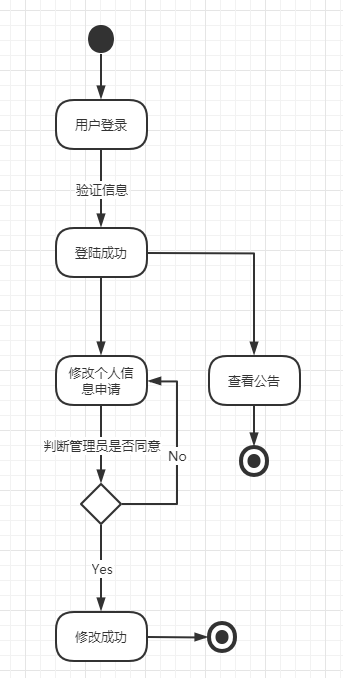 用户登录
验证信息
登陆成功
修改个人信
息申请
查看公告
判断管理员是否同意
No
Yes
修改成功